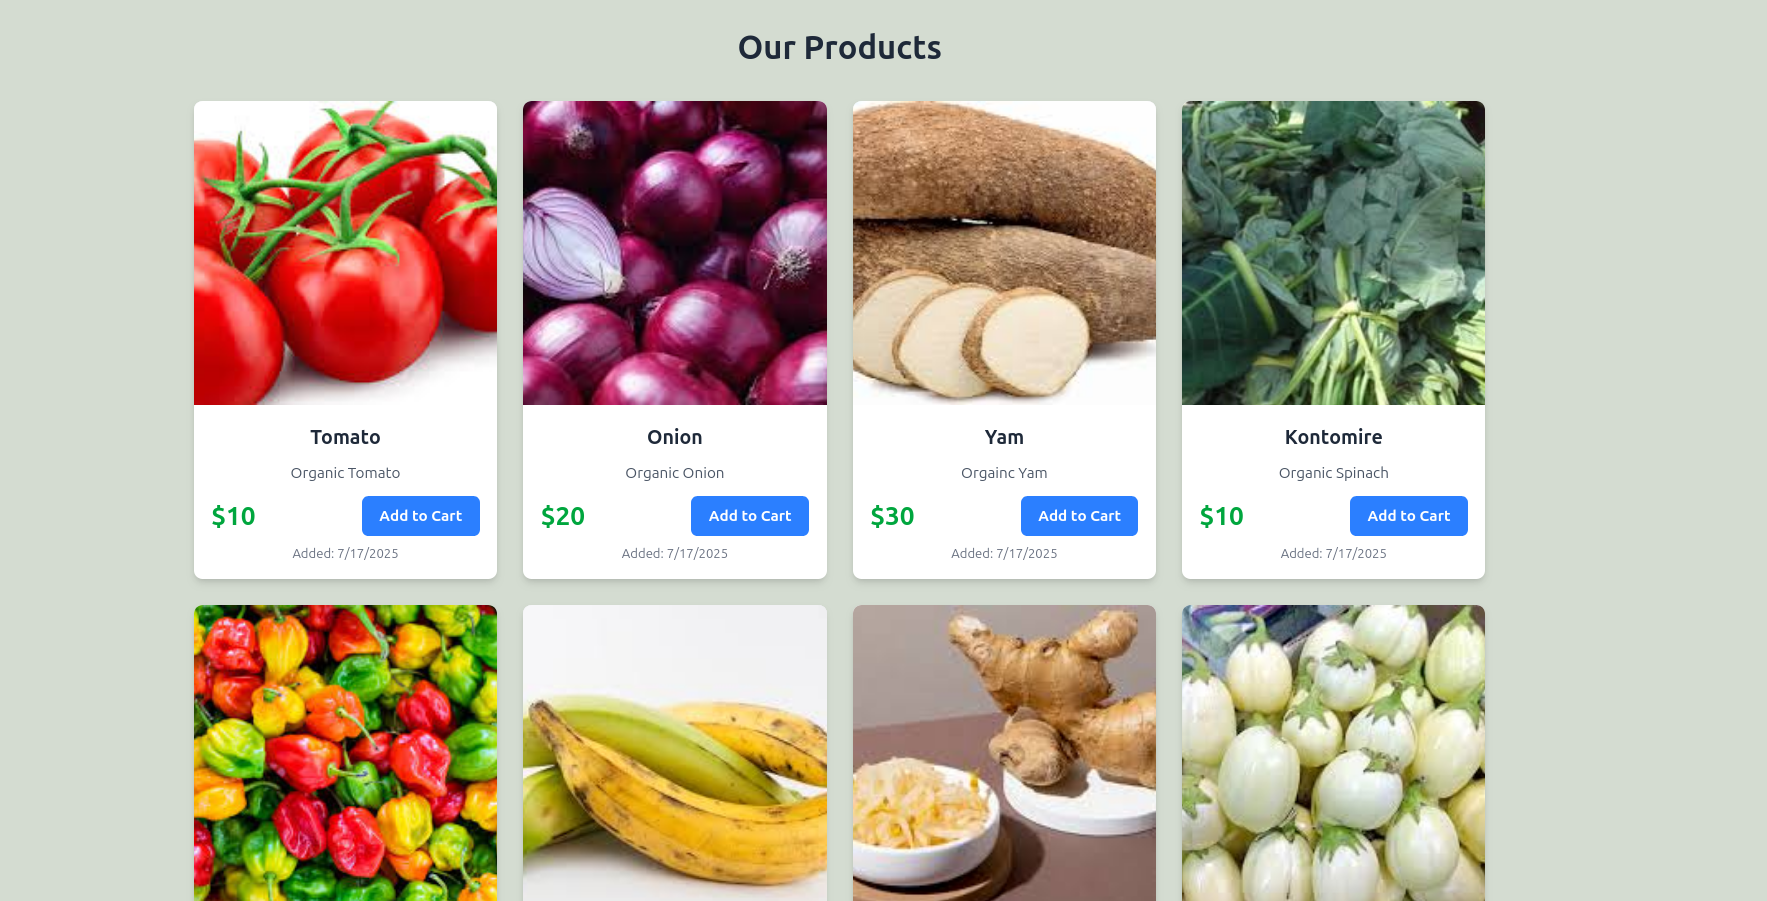 Our Products
Tomato
Organic Tomato
$10
Add to Cart
Added: 7/17/2025
Onion
Organic Onion
$20
Add to Cart
Added: 7/17/2025
Yam
Orgainc Yam
$30
Add to Cart
Added: 7/17/2025
Kontomire
Organic Spinach
$10
Add to Cart
Added: 7/17/2025